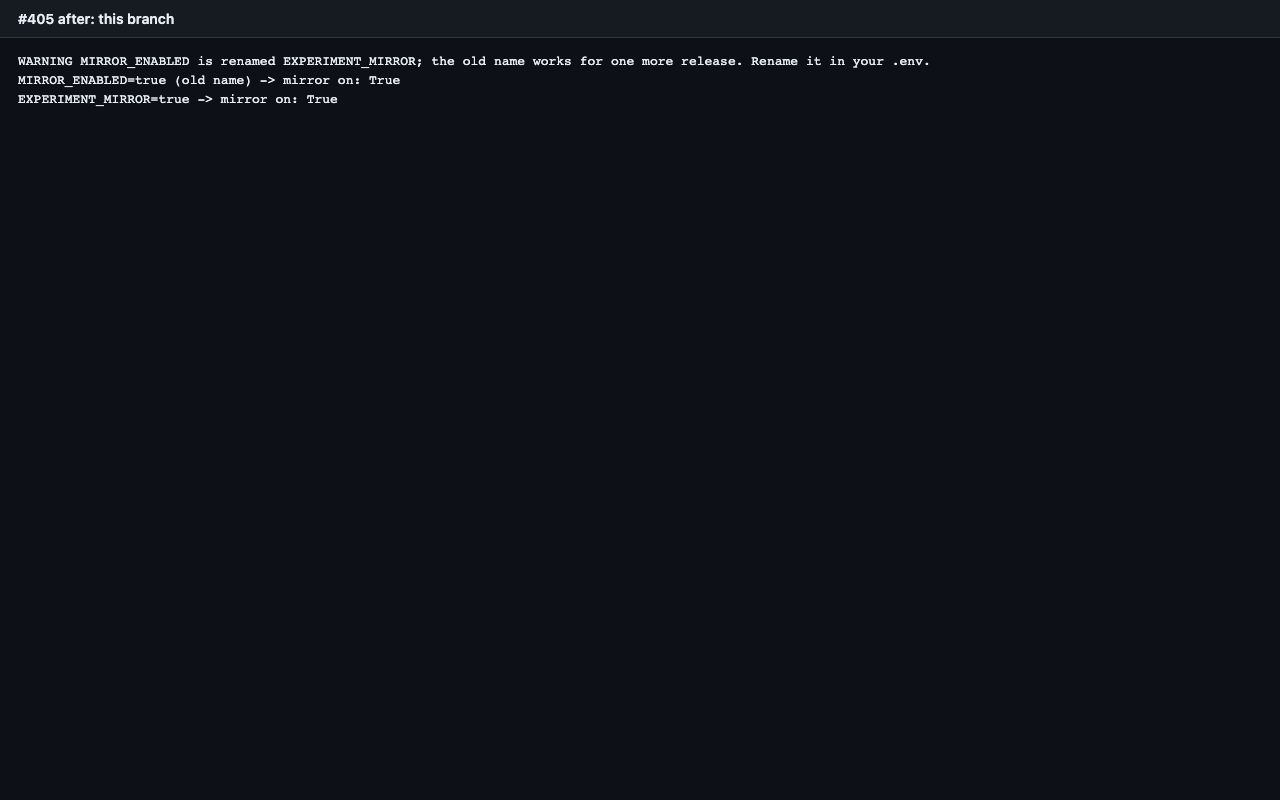 #405 after: this branch
WARNING MIRROR_ENABLED is renamed EXPERIMENT_MIRROR; the old name works for one more release. Rename it in your .env.
MIRROR_ENABLED=true (old name) -> mirror on: True
EXPERIMENT_MIRROR=true -> mirror on: True